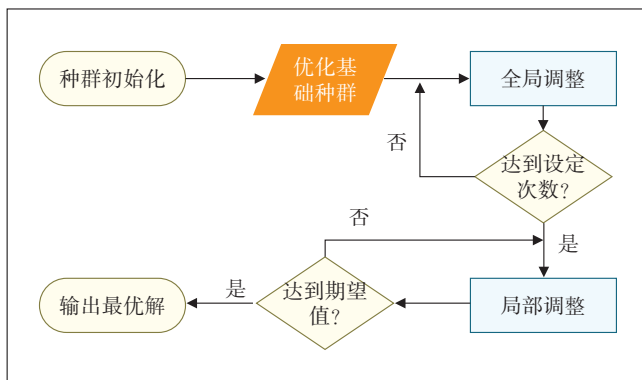 种群初始化
优化基
础种群
全局调整
否
达到设定
次数?
否
是
输出最优解
是
达到期望
值?
局部调整